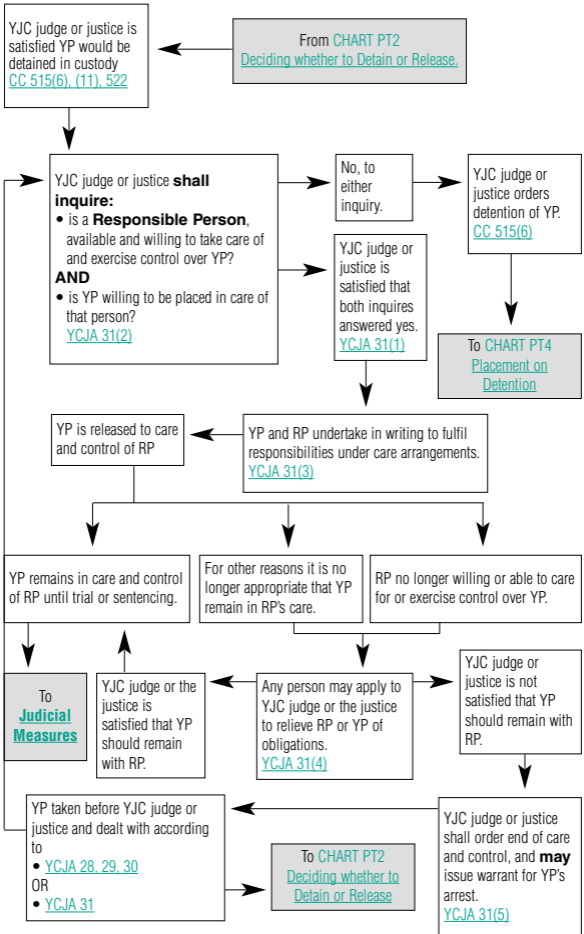 YJC judge or justice is
satisfied YP would be
detained in custody
CC 515(6), (11), 522
From CHART PT2
Deciding whether to Detain or Release.
YJC judge or justice shall
inquire:
• is a Responsible Person,
available and willing to take care of
and exercise control over YP?
AND
• is YP willing to be placed in care of
that person?
YCJA 31(2)
No, to
either
inquiry.
YJC judge or
justice orders
detention of YP.
CC 515(6)
YJC judge or
justice is
satisfied that
both inquires
answered yes.
YCJA 31(1)
To CHART PT4
Placement on
Detention
YP is released to care
and control of RP
YP and RP undertake in writing to fulfil
responsibilities under care arrangements.
YCJA 31(3)
YP remains in care and control
of RP until trial or sentencing.
For other reasons it is no
longer appropriate that YP
remain in RP's care.
RP no longer willing or able to care
for or exercise control over YP.
To
Judicial
Measures
YJC judge or the
justice is
satisfied that YP
should remain
with RP.
Any person may apply to
YJC judge or the justice
to relieve RP or YP of
obligations.
YCJA 31(4)
YJC judge or
justice is not
satisfied that YP
should remain with
RP.
YP taken before YJC judge or
justice and dealt with according
to
• YCJA 28, 29, 30
OR
• YCJA 31
To CHART PT2
Deciding whether to
Detain or Release
YJC judge or justice
shall order end of care
and control, and may
issue warrant for YP's
arrest.
YCJA 31(5)